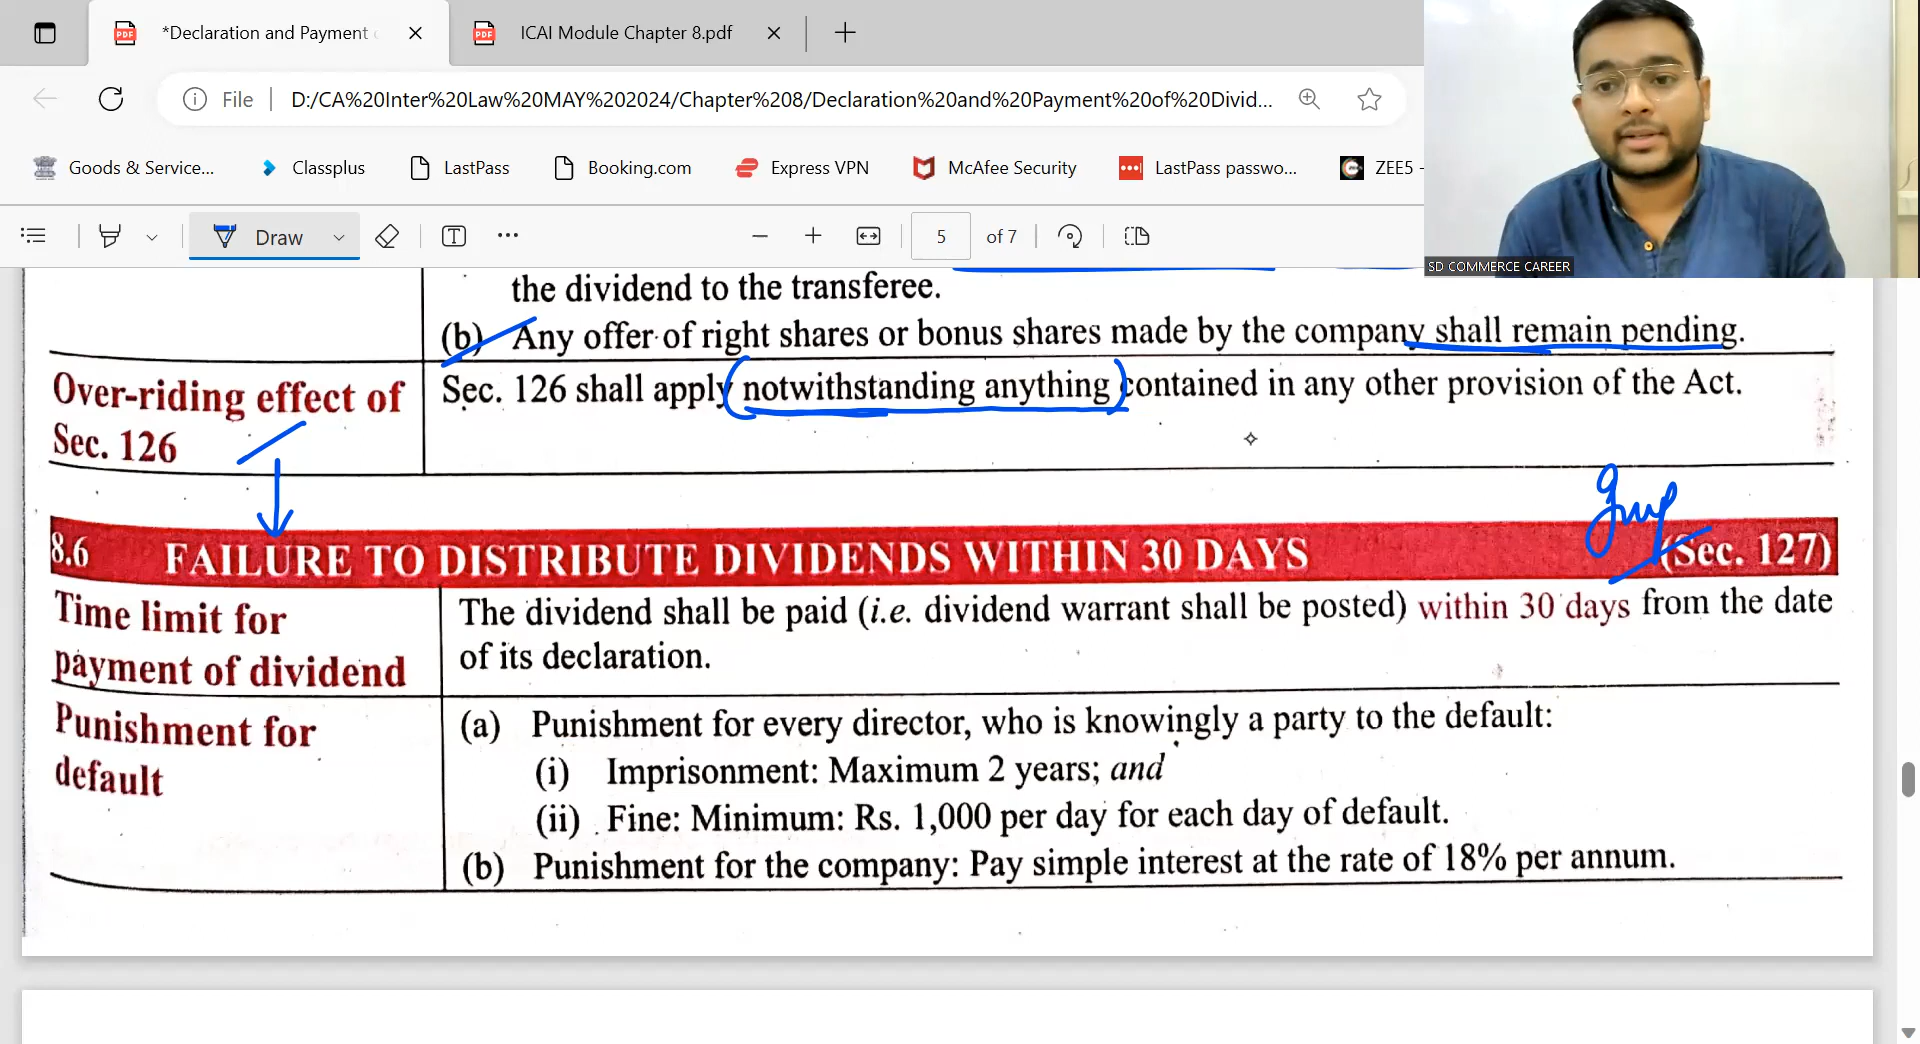 *Declaration and Payment
ICAI Module Chapter 8.pdf
File
D:/CA%20Inter%20Law%20MAY%202024/Chapter%208/Declaration%20and%20Payment%20of%20Divid...
Goods & Service...
Classplus
LastPass
Booking.com
Express VPN
McAfee Security
LastPass passwo...
ZEE5 -
Draw
5 of 7
SD COMMERCE CAREER
the dividend to the transferee.
(b) Any offer of right shares or bonus shares made by the company shall remain pending.
Over-riding effect of Sec. 126 shall apply notwithstanding anything contained in any other provision of the Act.
Sec. 126
Imp
8.6 FAILURE TO DISTRIBUTE DIVIDENDS WITHIN 30 DAYS (Sec. 127)
Time limit for The dividend shall be paid (i.e. dividend warrant shall be posted) within 30 days from the date
payment of dividend of its declaration.
Punishment for (a) Punishment for every director, who is knowingly a party to the default:
default (i) Imprisonment: Maximum 2 years; and
(ii) Fine: Minimum: Rs. 1,000 per day for each day of default.
(b) Punishment for the company: Pay simple interest at the rate of 18% per annum.